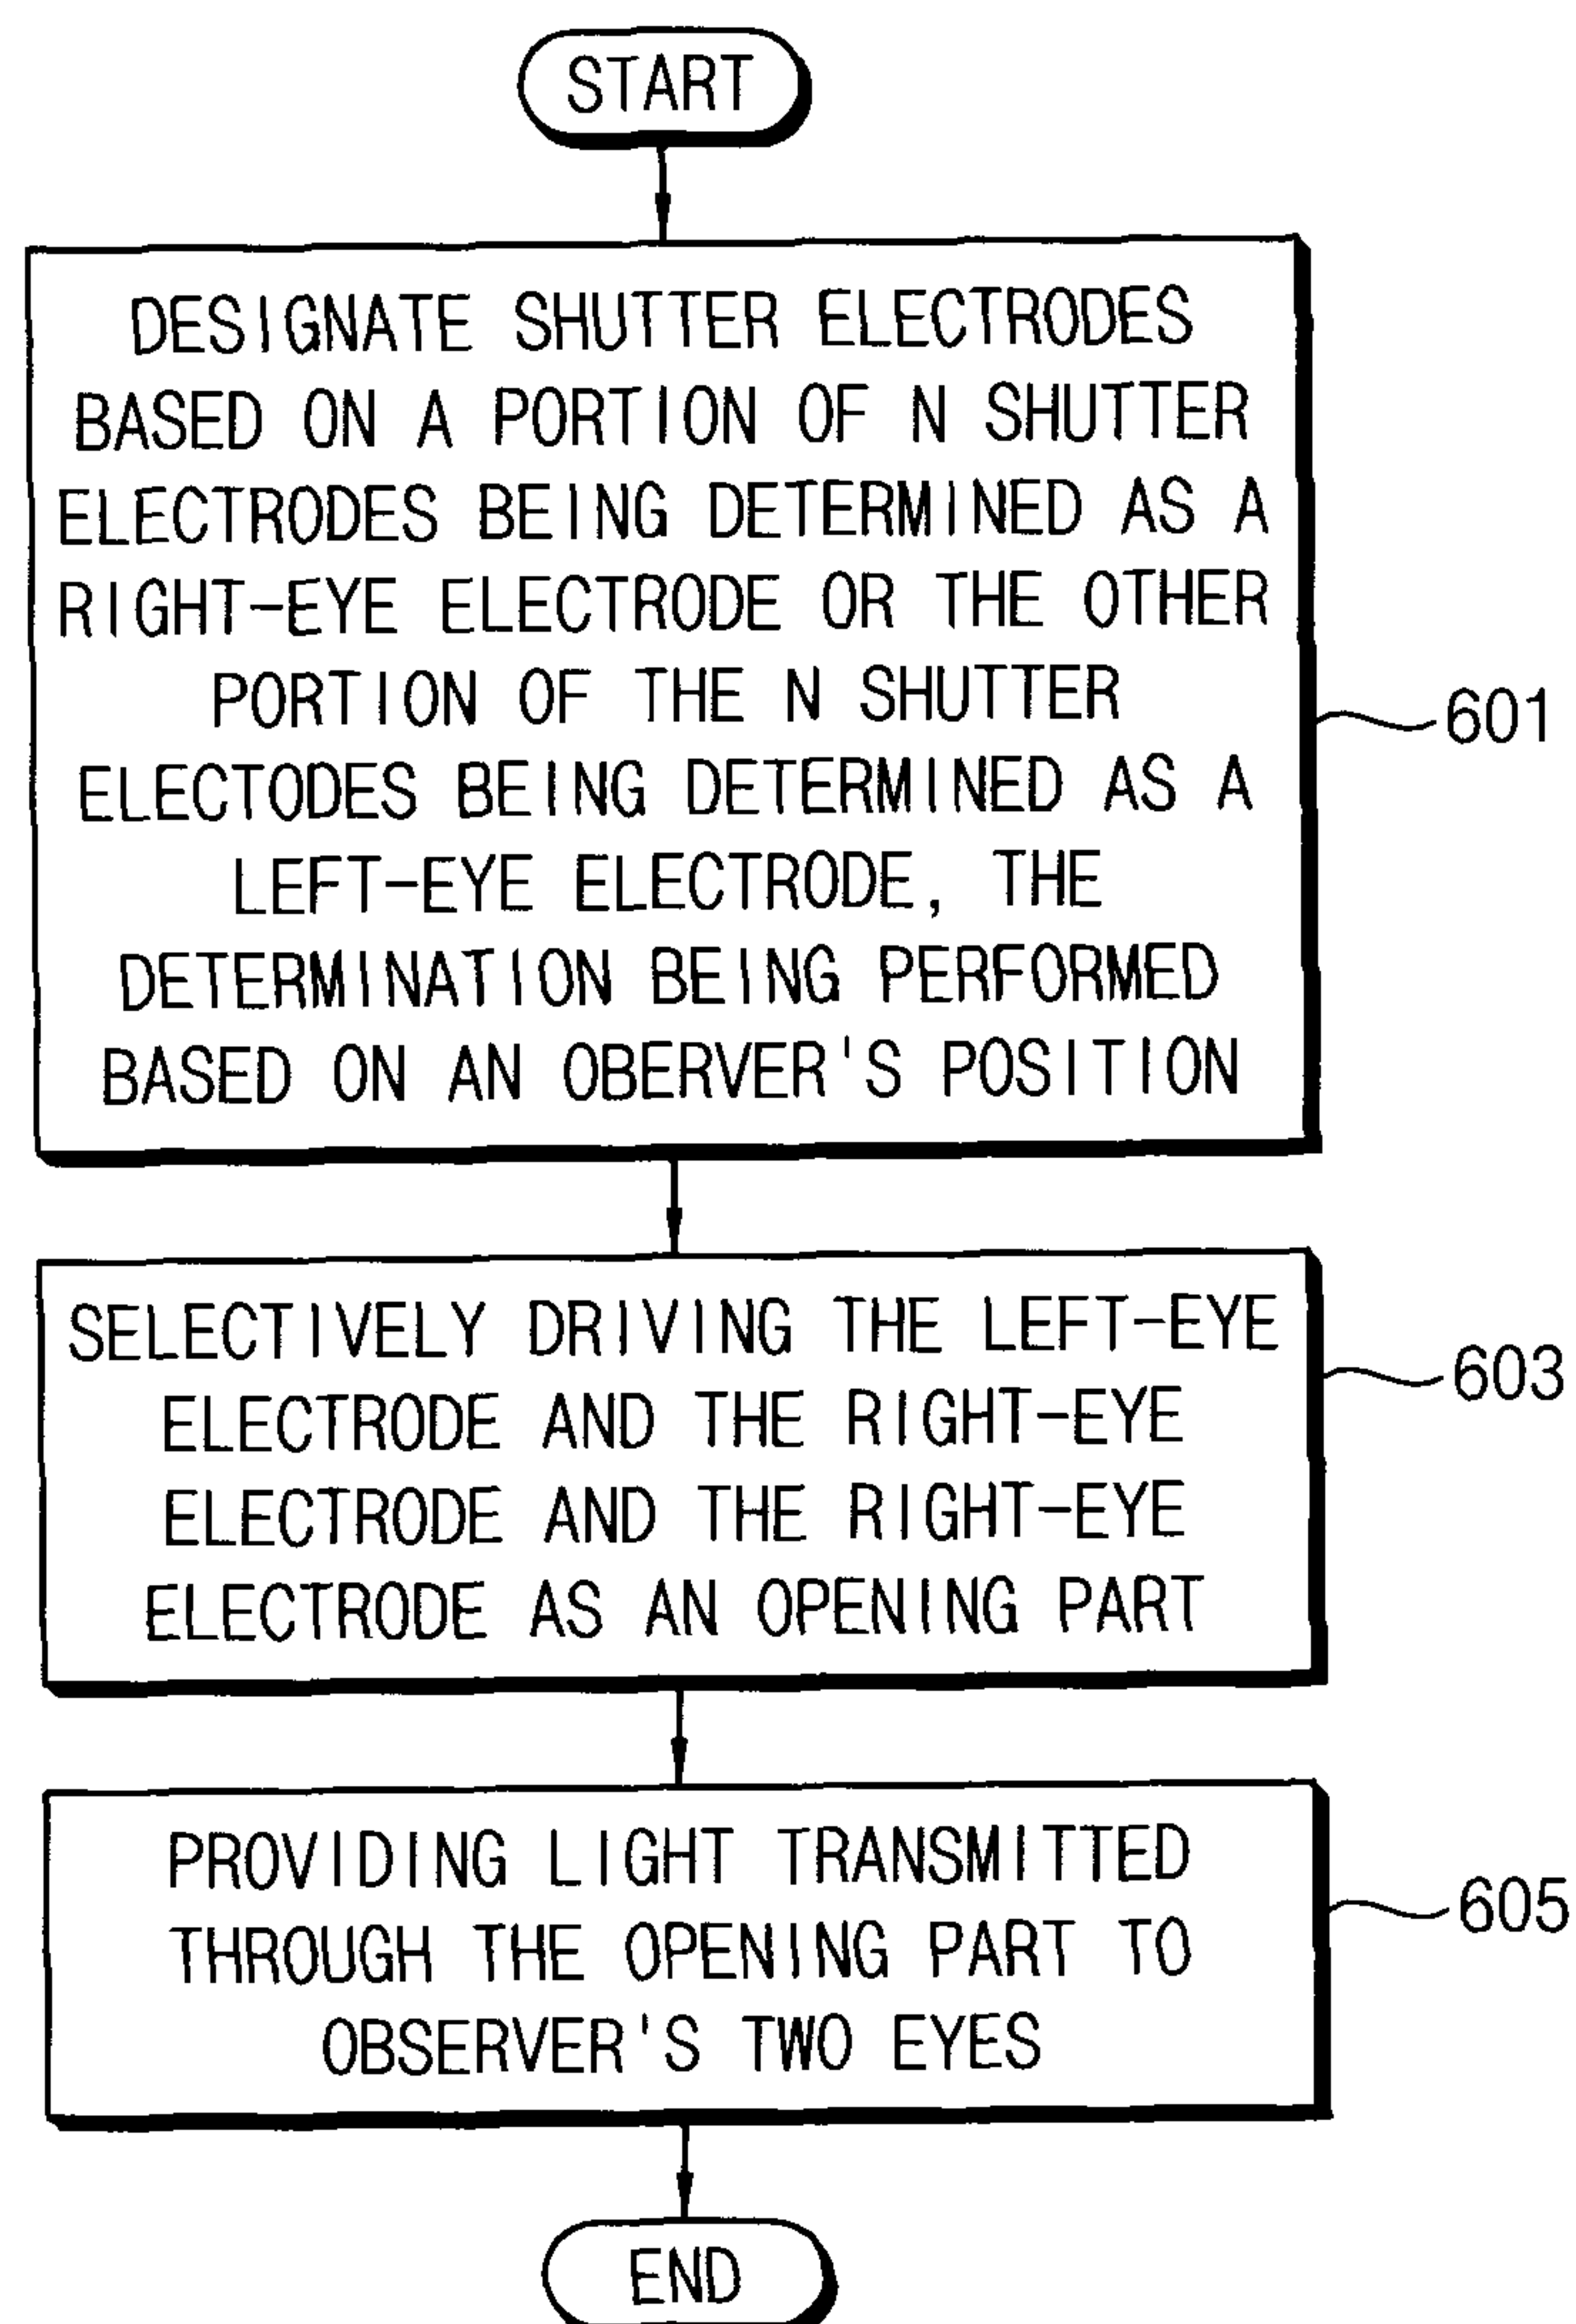 START
DESIGNATE SHUTTER ELECTRODES
BASED ON A PORTION OF N SHUTTER
ELECTRODES BEING DETERMINED AS A
RIGHT-EYE ELECTRODE OR THE OTHER
PORTION OF THE N SHUTTER
ELECTODES BEING DETERMINED AS A
LEFT-EYE ELECTRODE, THE
DETERMINATION BEING PERFORMED
BASED ON AN OBERVER'S POSITION
601
SELECTIVELY DRIVING THE LEFT-EYE
ELECTRODE AND THE RIGHT-EYE
ELECTRODE AND THE RIGHT-EYE
ELECTRODE AS AN OPENING PART
603
PROVIDING LIGHT TRANSMITTED
THROUGH THE OPENING PART TO
OBSERVER'S TWO EYES
605
END